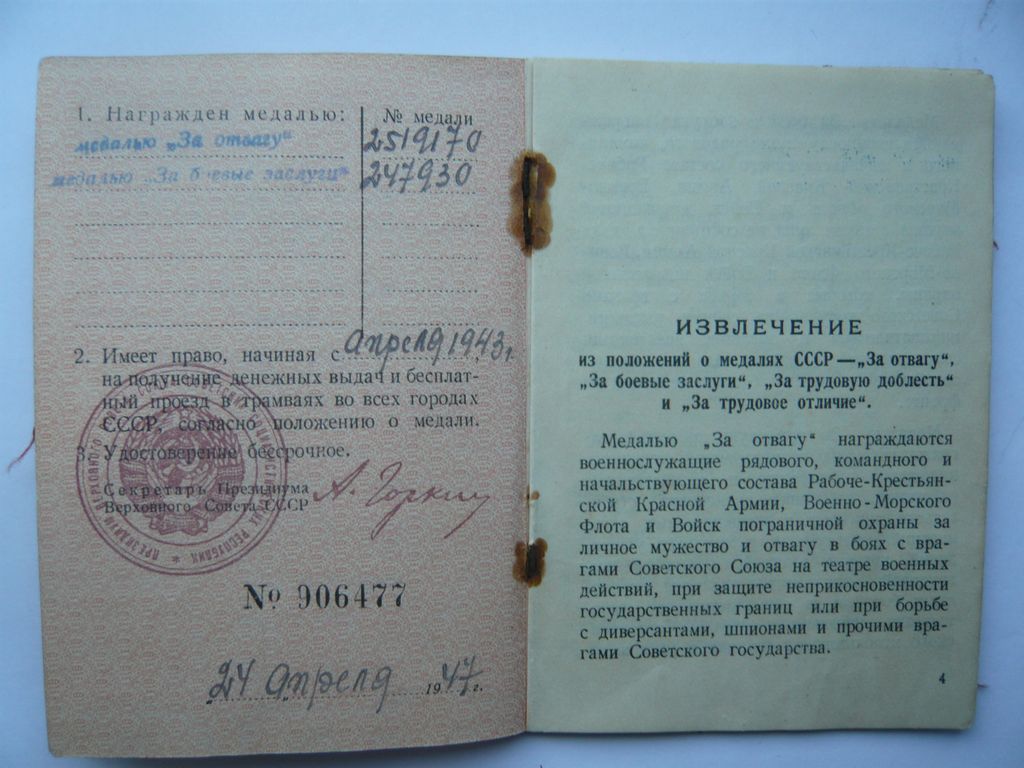 1. Награжден медалью:
№ медали
медалью „За отвагу“
2519170
медалью „За боевые заслуги“
247930
2. Имеет право, начиная с апреля 1943 г.
на получение денежных выдач и бесплат-
ный проезд в трамваях во всех городах
СССР, согласно положению о медали.
3. Удостоверение бессрочное.
Секретарь Президиума
Верховного Совета СССР
А. Горкин
№ 906477
24 апреля 1947 г.
ИЗВЛЕЧЕНИЕ
из положений о медалях СССР—„За отвагу“,
„За боевые заслуги“, „За трудовую доблесть“
и „За трудовое отличие“.
Медалью „За отвагу“ награждаются
военнослужащие рядового, командного и
начальствующего состава Рабоче-Крестьян-
ской Красной Армии, Военно-Морского
Флота и Войск пограничной охраны за
личное мужество и отвагу в боях с вра-
гами Советского Союза на театре военных
действий, при защите неприкосновенности
государственных границ или при борьбе
с диверсантами, шпионами и прочими вра-
гами Советского государства.
4